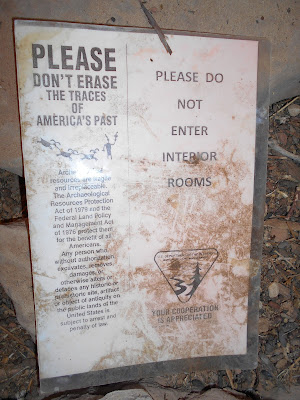 PLEASE
DON'T ERASE
THE TRACES
OF
AMERICA'S PAST
resources are fragile
and irreplaceable.
The Archaeological
Resources Protection
Act of 1979 and the
Federal Land Policy
and Management Act
of 1976 protect them
for the benefit of all
Americans.
Any person who,
without authorization,
excavates, removes,
damages, or
otherwise alters or
defaces any historic or
prehistoric site, artifact
or object of antiquity on
the public lands of the
United States is
subject to arrest and
penalty of law.
PLEASE DO
NOT
ENTER
INTERIOR
ROOMS
YOUR COOPERATION
IS APPRECIATED